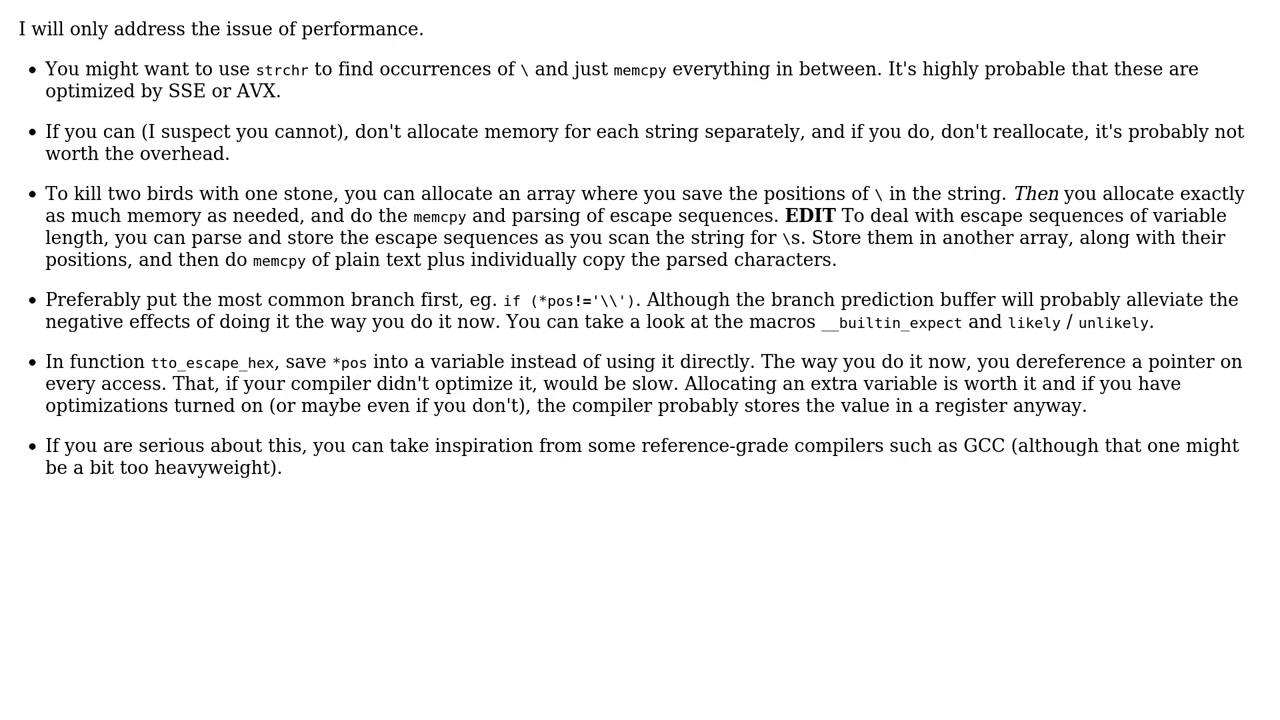 I will only address the issue of performance.
• You might want to use strchr to find occurrences of \ and just memcpy everything in between. It's highly probable that these are
optimized by SSE or AVX.
• If you can (I suspect you cannot), don't allocate memory for each string separately, and if you do, don't reallocate, it's probably not
worth the overhead.
• To kill two birds with one stone, you can allocate an array where you save the positions of \ in the string. Then you allocate exactly
as much memory as needed, and do the memcpy and parsing of escape sequences. EDIT To deal with escape sequences of variable
length, you can parse and store the escape sequences as you scan the string for \s. Store them in another array, along with their
positions, and then do memcpy of plain text plus individually copy the parsed characters.
• Preferably put the most common branch first, eg. if (*pos!='\\'). Although the branch prediction buffer will probably alleviate the
negative effects of doing it the way you do it now. You can take a look at the macros __builtin_expect and likely / unlikely.
• In function tto_escape_hex, save *pos into a variable instead of using it directly. The way you do it now, you dereference a pointer on
every access. That, if your compiler didn't optimize it, would be slow. Allocating an extra variable is worth it and if you have
optimizations turned on (or maybe even if you don't), the compiler probably stores the value in a register anyway.
• If you are serious about this, you can take inspiration from some reference-grade compilers such as GCC (although that one might
be a bit too heavyweight).